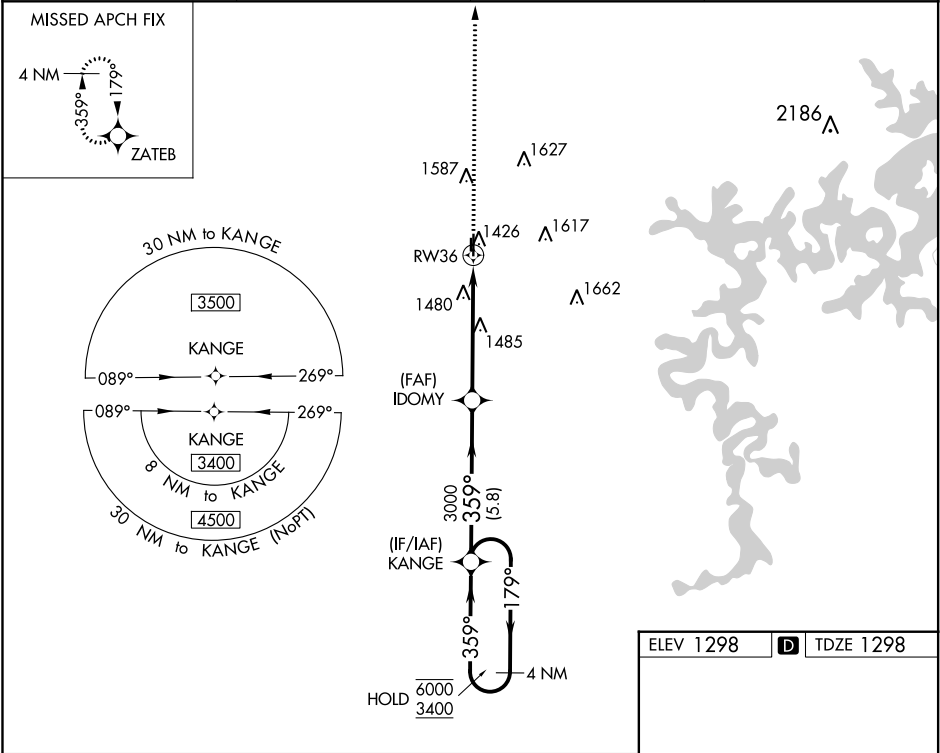 MISSED APCH FIX
4 NM
359°
179°
ZATEB
2186
1627
1587
1426
1617
RW36
1480
1662
1485
30 NM to KANGE
3500
KANGE
089°
269°
089°
269°
KANGE
3400
8 NM to KANGE
4500
30 NM to KANGE (NoPT)
(FAF)
IDOMY
3000
359°
(5.8)
(IF/IAF)
KANGE
359°
179°
4 NM
HOLD 6000
3400
ELEV 1298 D TDZE 1298